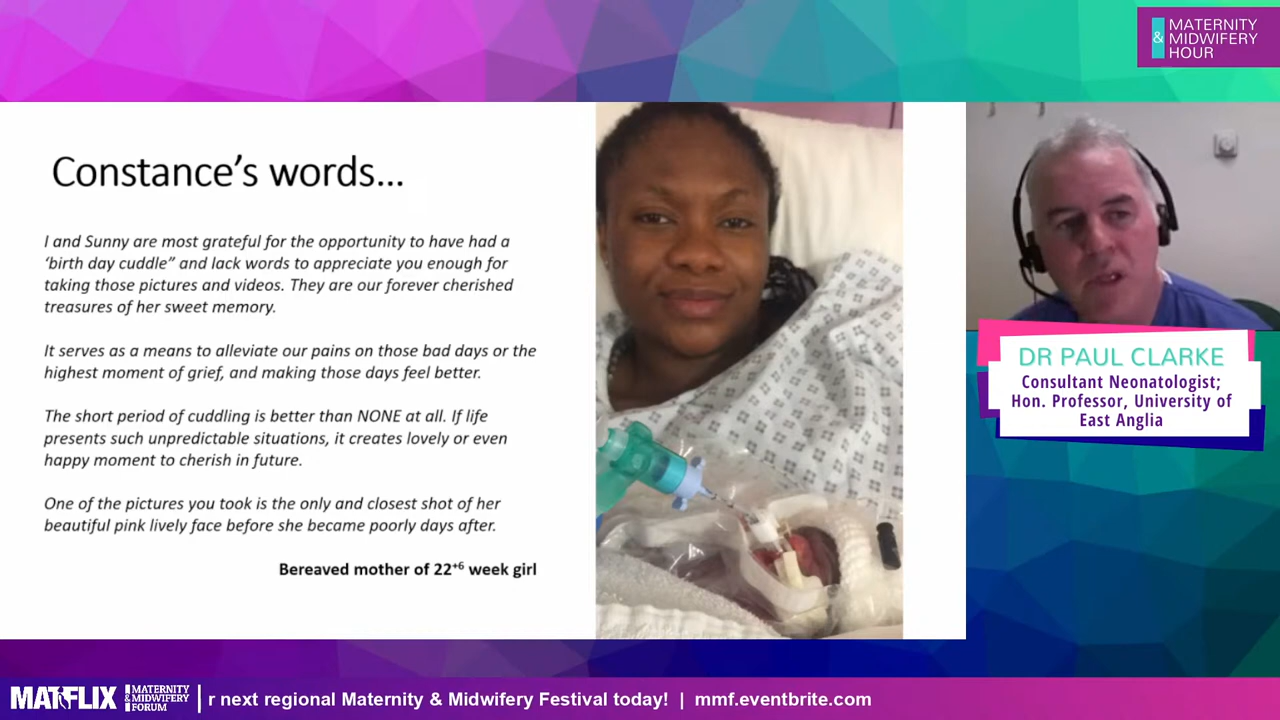 & MATERNITY
MIDWIFERY
HOUR
Constance’s words...
I and Sunny are most grateful for the opportunity to have had a
‘birth day cuddle” and lack words to appreciate you enough for
taking those pictures and videos. They are our forever cherished
treasures of her sweet memory.
It serves as a means to alleviate our pains on those bad days or the
highest moment of grief, and making those days feel better.
The short period of cuddling is better than NONE at all. If life
presents such unpredictable situations, it creates lovely or even
happy moment to cherish in future.
One of the pictures you took is the only and closest shot of her
beautiful pink lively face before she became poorly days after.
Bereaved mother of 22+6 week girl
DR PAUL CLARKE
Consultant Neonatologist;
Hon. Professor, University of
East Anglia
MATFLIX
MATERNITY
& MIDWIFERY
FORUM
r next regional Maternity & Midwifery Festival today! | mmf.eventbrite.com